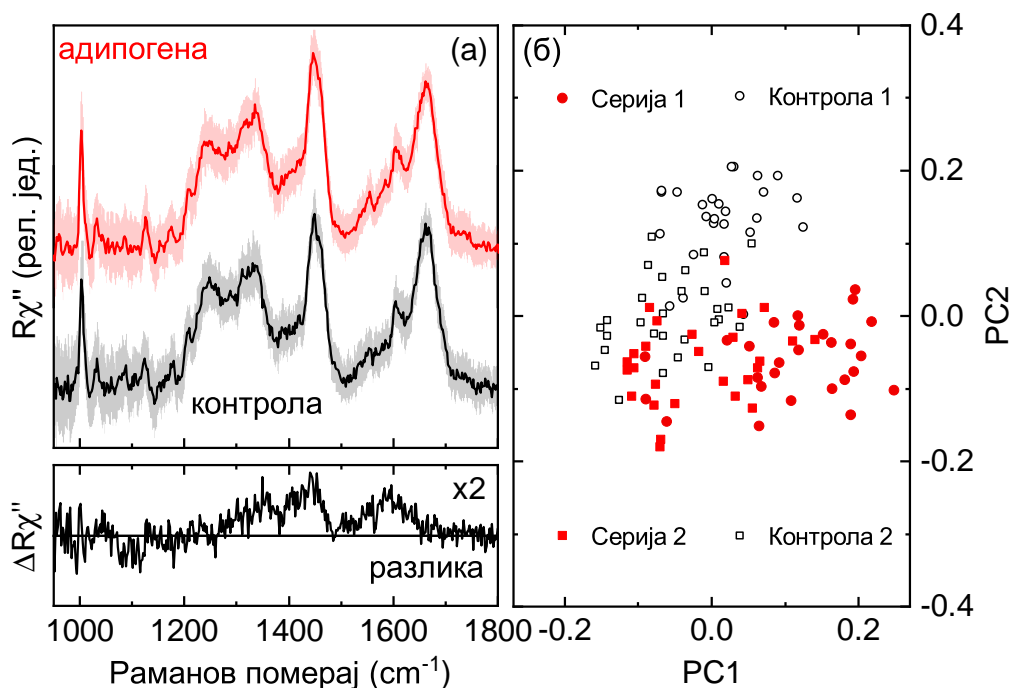 адипогена
(а)
Rχ" (рел. јед.)
контрола
x2
ΔRχ"
разлика
1000 1200 1400 1600 1800
Раманов померај (cm⁻¹)
(б)
Серија 1
Контрола 1
Серија 2
Контрола 2
0.4
0.2
0.0
-0.2
-0.4
PC2
-0.2 0.0 0.2
PC1